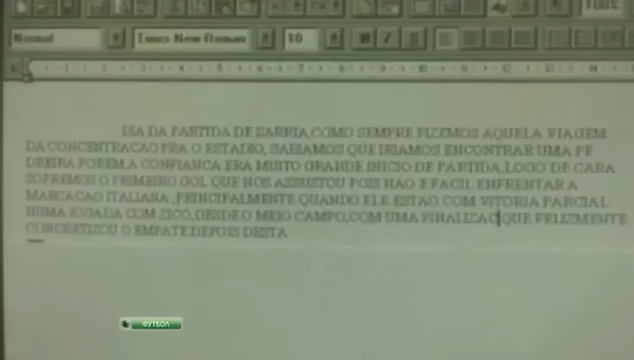 Normal Times New Roman 10 B I U
DIA DA PARTIDA DE SARRIA,COMO SEMPRE FIZEMOS AQUELA VIAGEM
DA CONCENTRACAO PRA O ESTADIO, SABIAMOS QUE IRIAMOS ENCONTRAR UMA PE
DREIRA POREM,A CONFIANCA ERA MUITO GRANDE.INICIO DE PARTIDA,LOGO DE CARA
SOFREMOS O PRIMEIRO GOL QUE NOS ASSUSTOU POIS NAO E FACIL ENFRENTAR A
MARCACAO ITALIANA ,PRINCIPALMENTE QUANDO ELE ESTAO COM VITORIA PARCIAL
NUMA JOGADA COM ZICO,DESDE O MEIO CAMPO,COM UMA FINALIZAC QUE FELIZMENTE
CONCRETIZOU O EMPATE.DEPOIS DESTA
ФУТБОЛ